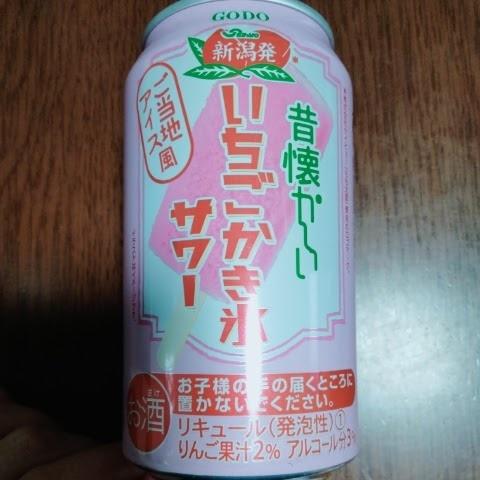 GODO
新潟発
ご当地
アイス風
昔懐か〜い
いちごかき氷
サワー
お酒
お子様の手の届くところに
置かないでください。
リキュール(発泡性)①
りんご果汁2% アルコール分3%